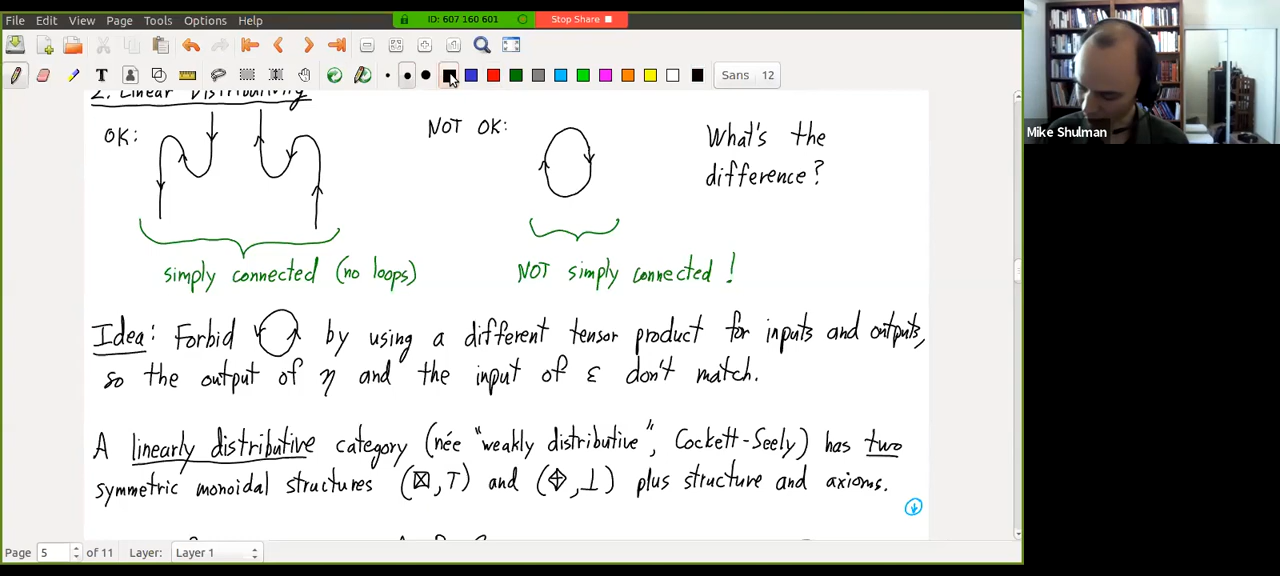 File Edit View Page Tools Options Help
ID: 607 160 601 Stop Share
Sans 12
Mike Shulman
2. Linear Distributivity
OK: NOT OK: What's the
difference?
simply connected (no loops) NOT simply connected!
Idea: Forbid by using a different tensor product for inputs and outputs,
so the output of η and the input of ε don't match.
A linearly distributive category (née "weakly distributive", Cockett-Seely) has two
symmetric monoidal structures (⊠, ⊤) and (⟠, ⊥) plus structure and axioms.
Page 5 of 11 Layer: Layer 1